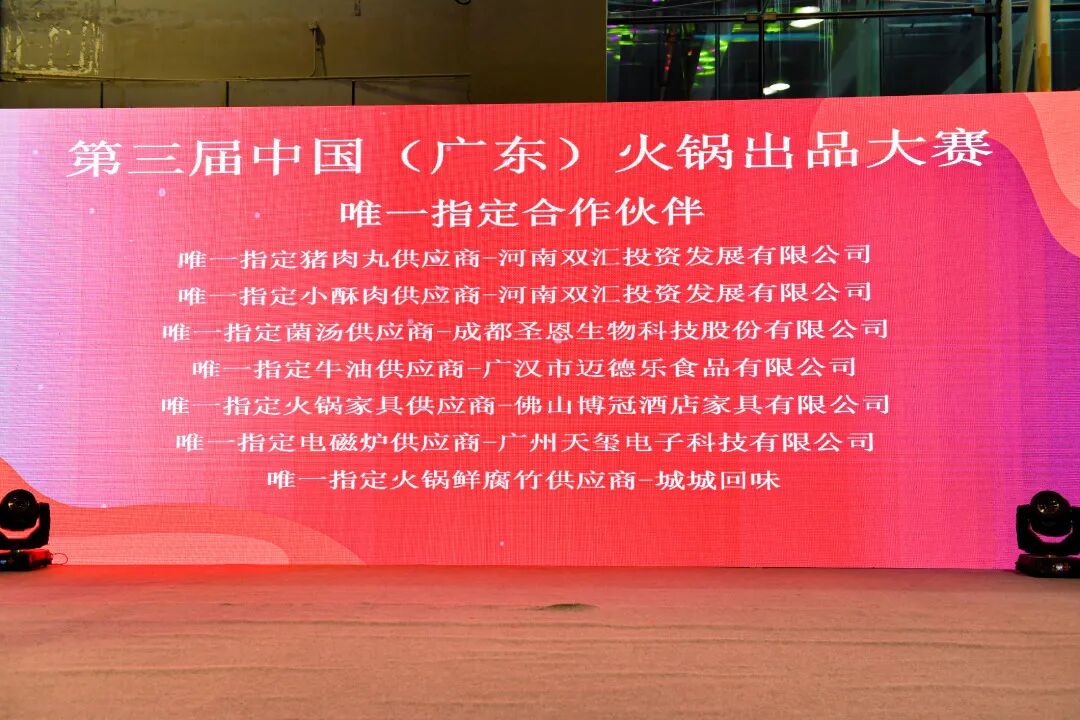 第三届中国（广东）火锅出品大赛
唯一指定合作伙伴
唯一指定猪肉丸供应商-河南双汇投资发展有限公司
唯一指定小酥肉供应商-河南双汇投资发展有限公司
唯一指定菌汤供应商-成都圣恩生物科技股份有限公司
唯一指定牛油供应商-广汉市迈德乐食品有限公司
唯一指定火锅家具供应商-佛山博冠酒店家具有限公司
唯一指定电磁炉供应商-广州天玺电子科技有限公司
唯一指定火锅鲜腐竹供应商-城城回味